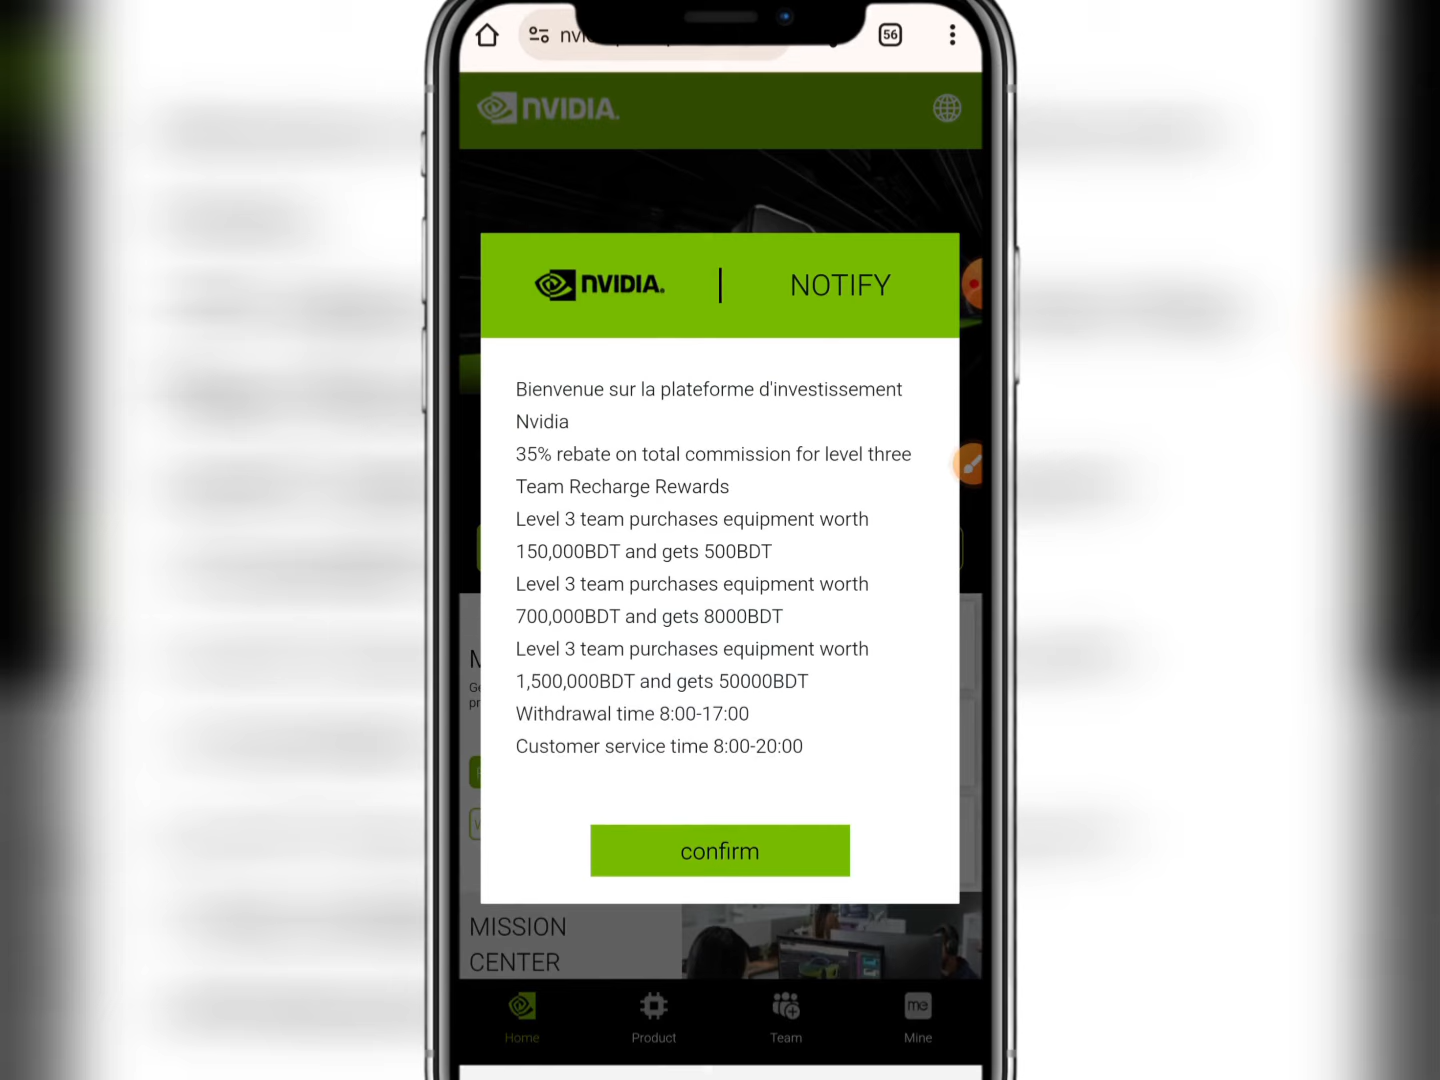 56
NVIDIA.
NVIDIA. | NOTIFY
Bienvenue sur la plateforme d'investissement
Nvidia
35% rebate on total commission for level three
Team Recharge Rewards
Level 3 team purchases equipment worth
150,000BDT and gets 500BDT
Level 3 team purchases equipment worth
700,000BDT and gets 8000BDT
Level 3 team purchases equipment worth
1,500,000BDT and gets 50000BDT
Withdrawal time 8:00-17:00
Customer service time 8:00-20:00
confirm
MISSION
CENTER
Home Product Team me Mine